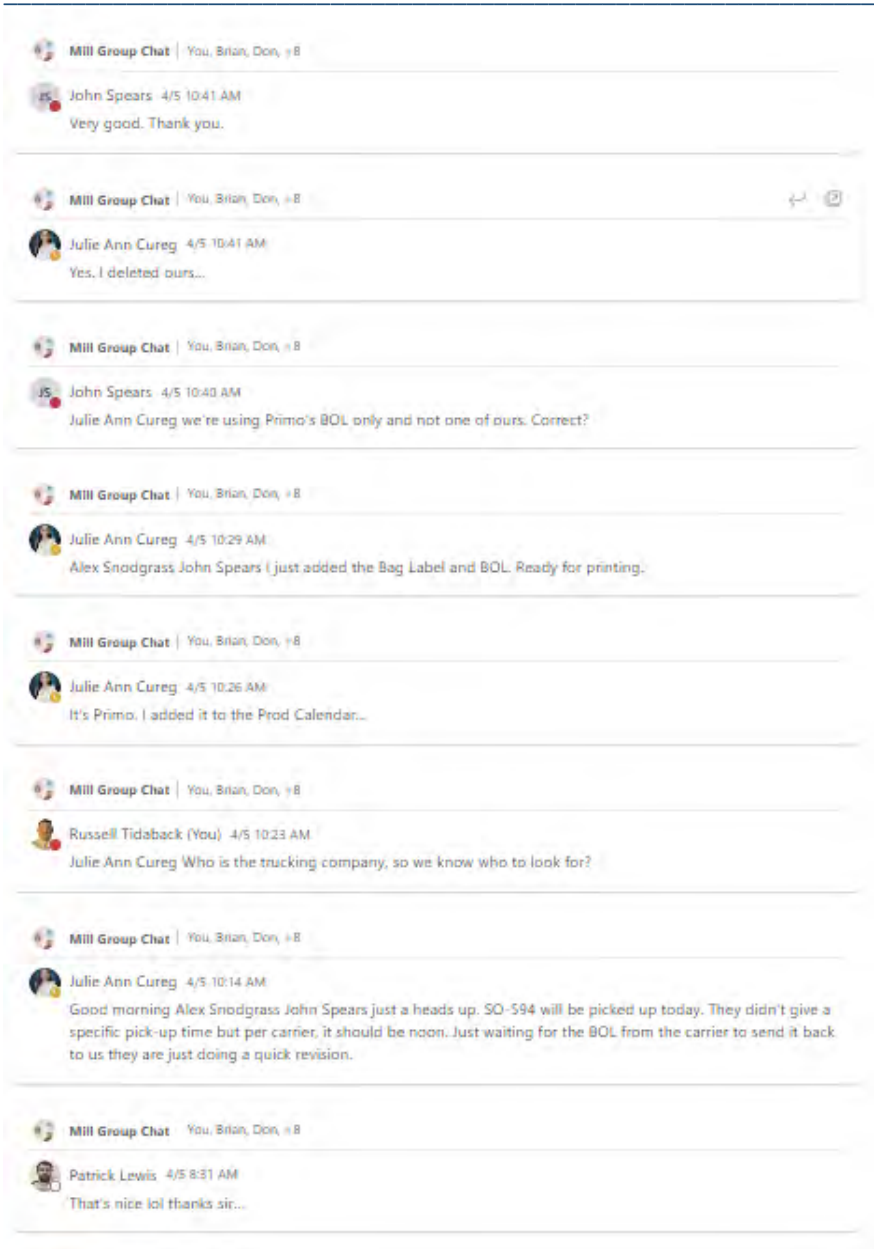 Mill Group Chat | You, Brian, Don, +8
JS John Spears 4/5 10:41 AM
Very good. Thank you.
Mill Group Chat | You, Brian, Don, +8
Julie Ann Cureg 4/5 10:41 AM
Yes. I deleted ours...
Mill Group Chat | You, Brian, Don, +8
JS John Spears 4/5 10:40 AM
Julie Ann Cureg we're using Primo's BOL only and not one of ours. Correct?
Mill Group Chat | You, Brian, Don, +8
Julie Ann Cureg 4/5 10:29 AM
Alex Snodgrass John Spears I just added the Bag Label and BOL. Ready for printing.
Mill Group Chat | You, Brian, Don, +8
Julie Ann Cureg 4/5 10:26 AM
It's Primo. I added it to the Prod Calendar...
Mill Group Chat | You, Brian, Don, +8
Russell Tidaback (You) 4/5 10:23 AM
Julie Ann Cureg Who is the trucking company, so we know who to look for?
Mill Group Chat | You, Brian, Don, +8
Julie Ann Cureg 4/5 10:14 AM
Good morning Alex Snodgrass John Spears just a heads up. SO-594 will be picked up today. They didn't give a
specific pick-up time but per carrier, it should be noon. Just waiting for the BOL from the carrier to send it back
to us they are just doing a quick revision.
Mill Group Chat You, Brian, Don, +8
Patrick Lewis 4/5 8:31 AM
That's nice lol thanks sir...